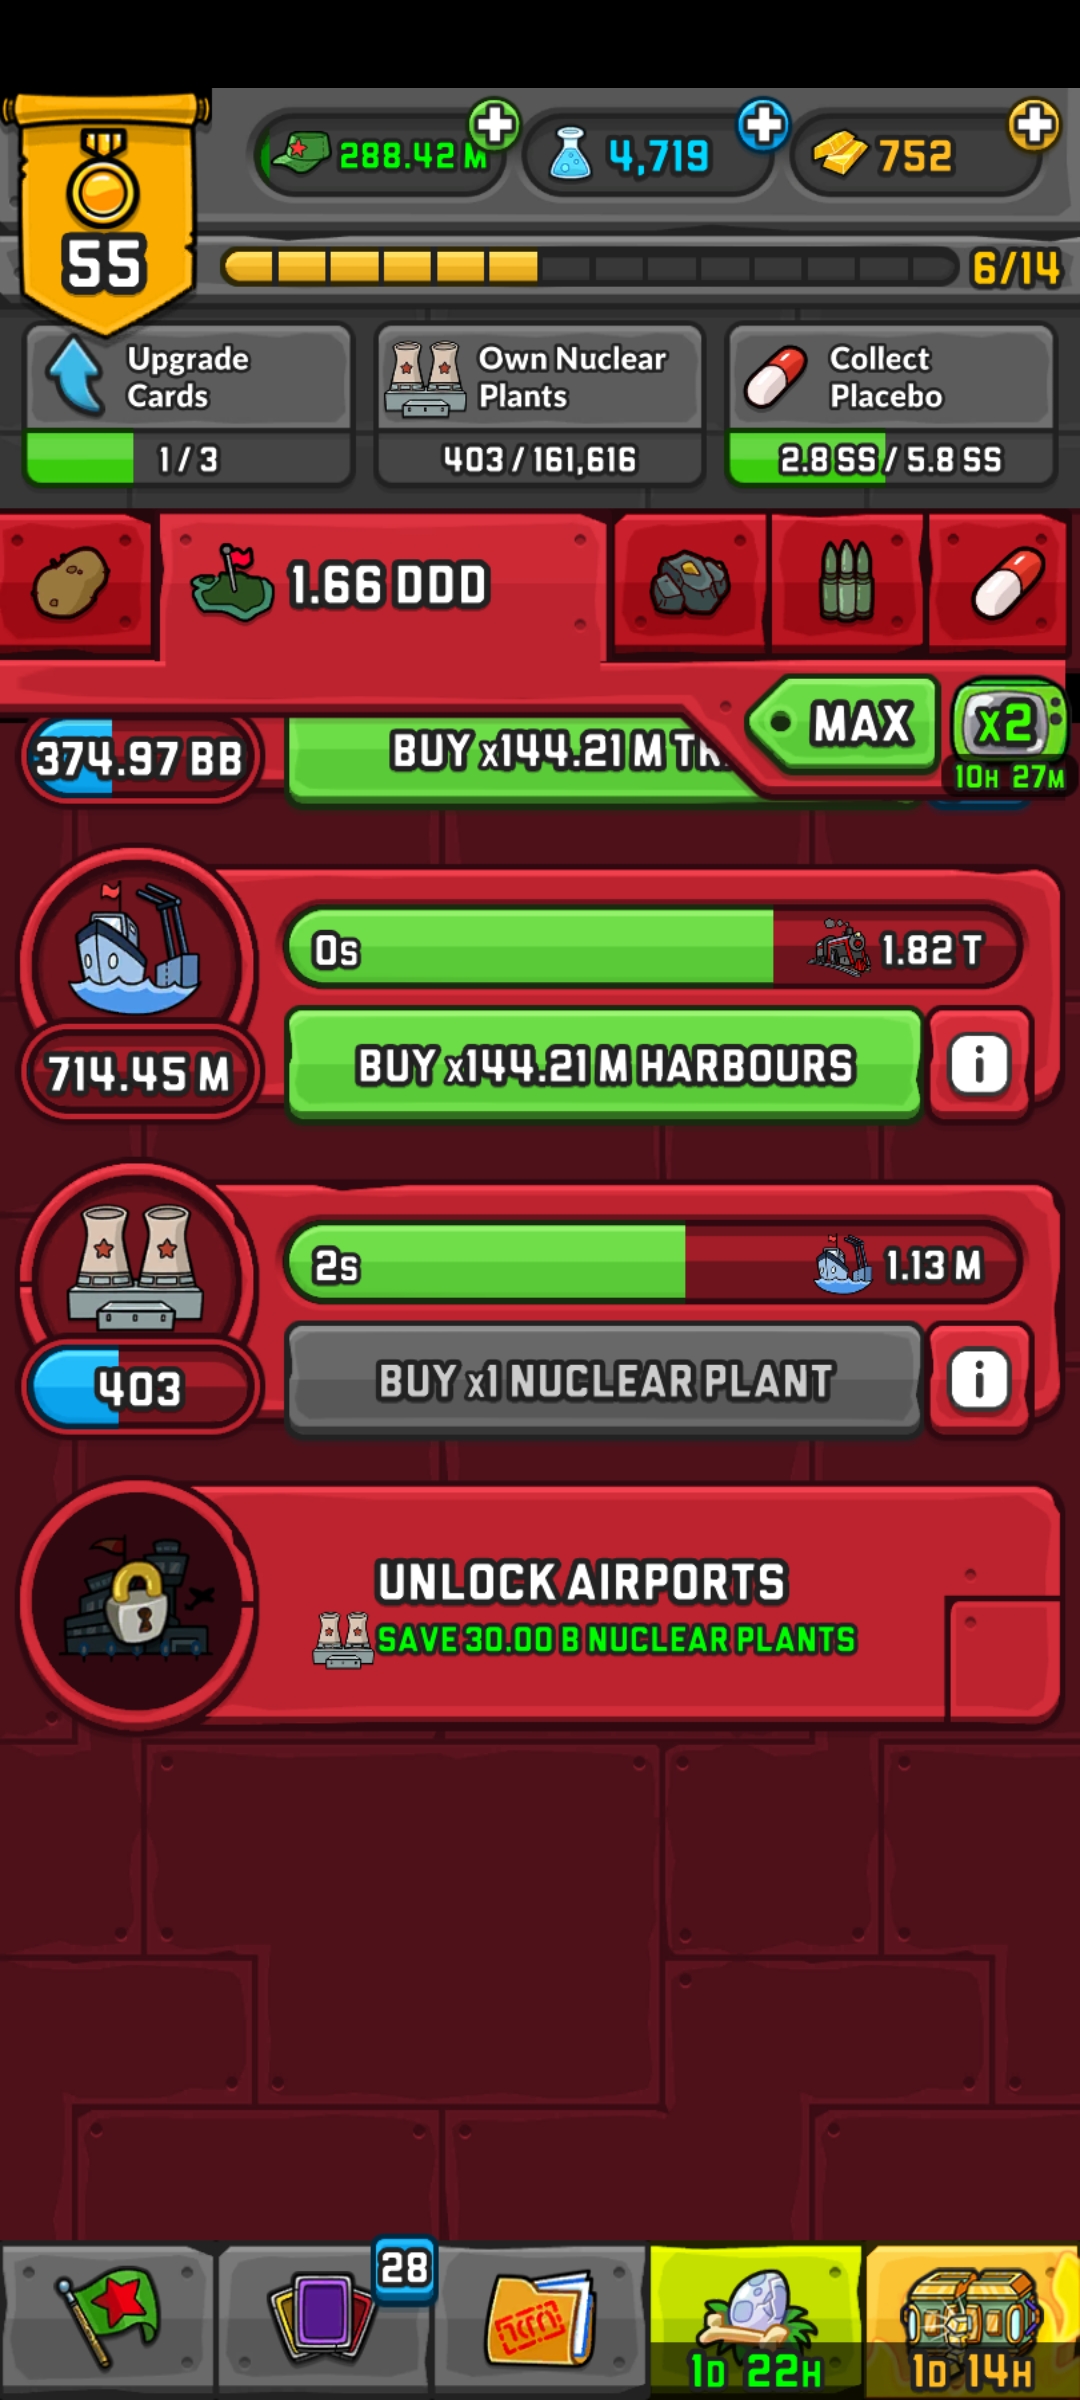 288.42 M
4,719
752
55
6/14
Upgrade
Cards
1 / 3
Own Nuclear
Plants
403 / 161,616
Collect
Placebo
2.8 SS / 5.8 SS
1.66 DDD
MAX
x2
10H 27M
374.97 BB
BUY x144.21 M
0s
1.82 T
714.45 M
BUY x144.21 M HARBOURS
i
2s
1.13 M
403
BUY x1 NUCLEAR PLANT
i
UNLOCK AIRPORTS
SAVE 30.00 B NUCLEAR PLANTS
28
1D 22H
1D 14H